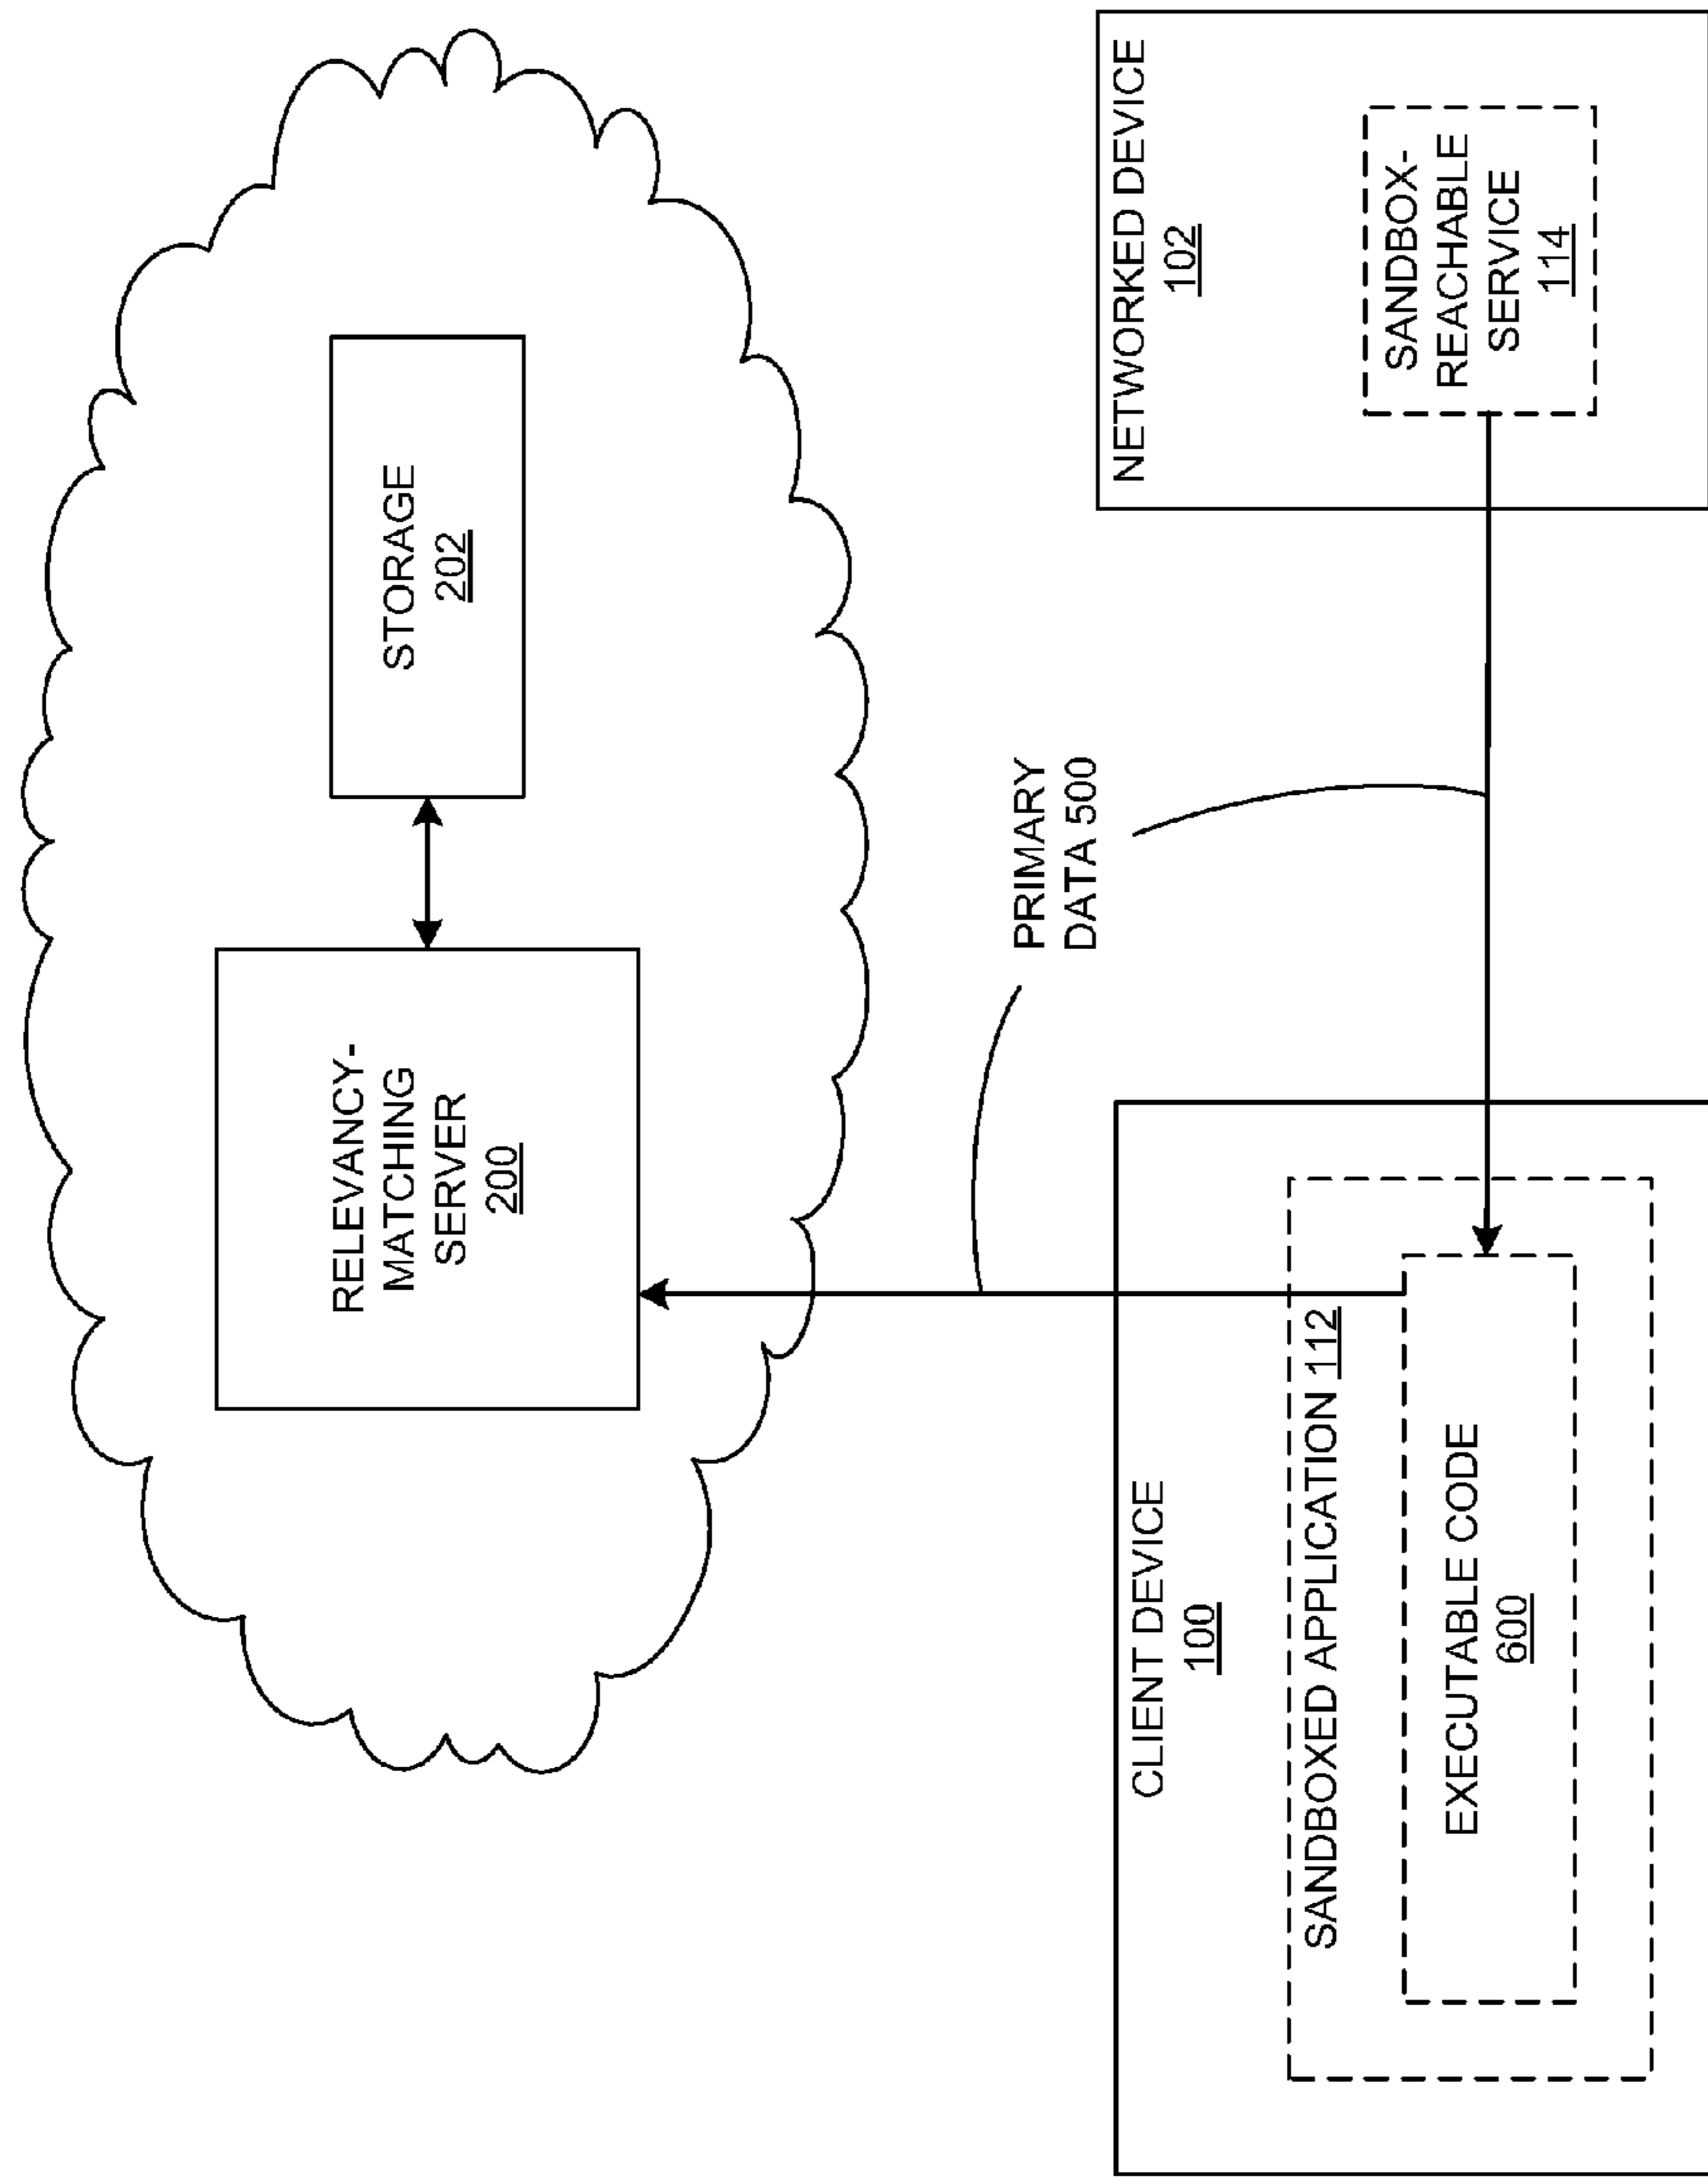 RELEVANCY-
MATCHING
SERVER
200
STORAGE
202
PRIMARY
DATA 500
CLIENT DEVICE
100
SANDBOXED APPLICATION 112
EXECUTABLE CODE
600
NETWORKED DEVICE
102
SANDBOX-
REACHABLE
SERVICE
114